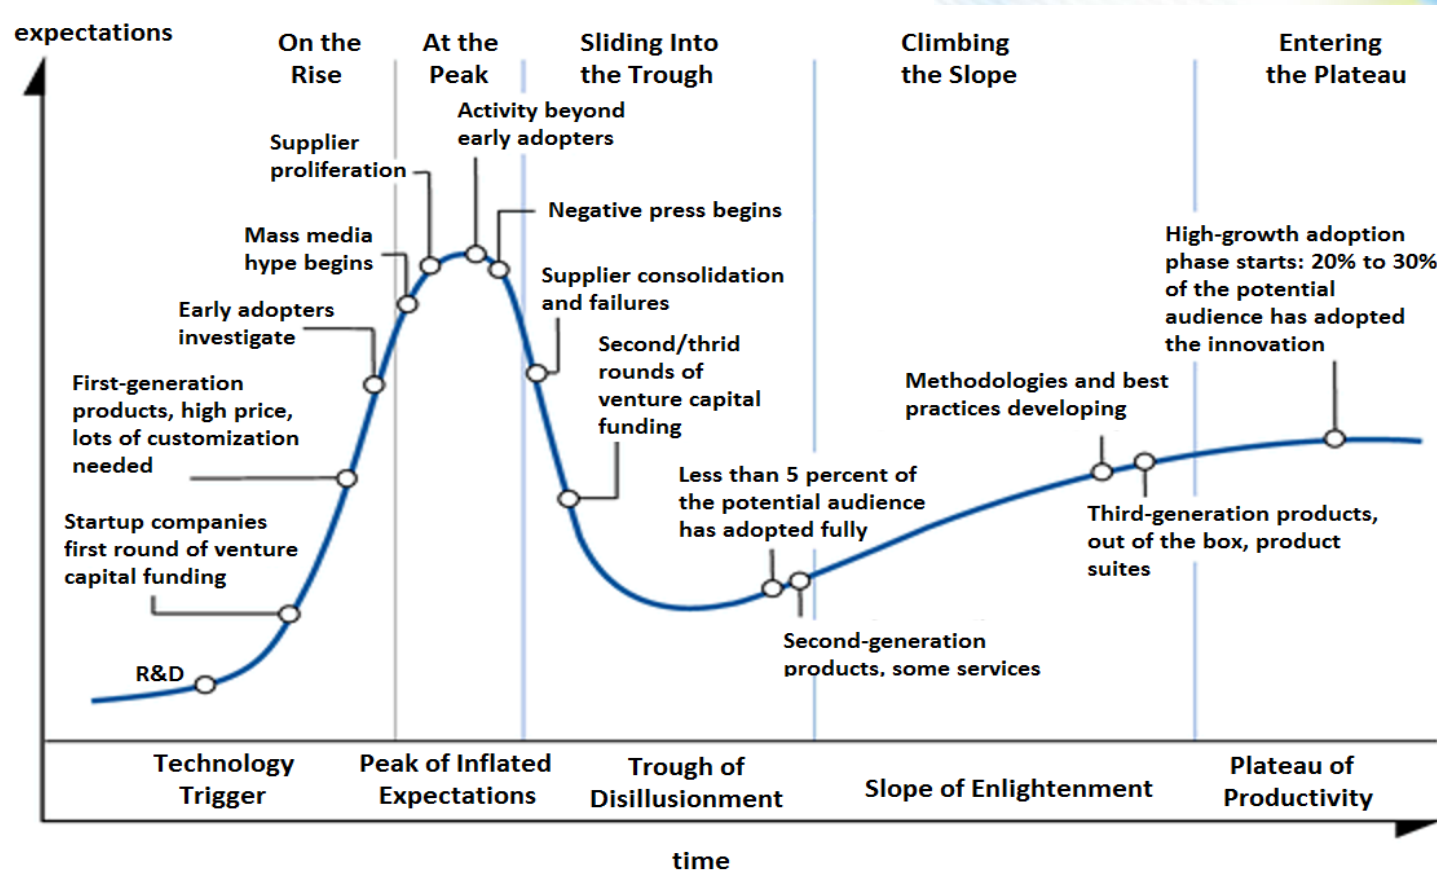 expectations
On the
Rise
At the
Peak
Sliding Into
the Trough
Climbing
the Slope
Entering
the Plateau
Activity beyond
early adopters
Supplier
proliferation
Negative press begins
Mass media
hype begins
Supplier consolidation
and failures
Early adopters
investigate
Second/thrid
rounds of
venture capital
funding
First-generation
products, high price,
lots of customization
needed
High-growth adoption
phase starts: 20% to 30%
of the potential
audience has adopted
the innovation
Methodologies and best
practices developing
Less than 5 percent of
the potential audience
has adopted fully
Startup companies
first round of venture
capital funding
Third-generation products,
out of the box, product
suites
Second-generation
products, some services
R&D
Technology
Trigger
Peak of Inflated
Expectations
Trough of
Disillusionment
Slope of Enlightenment
Plateau of
Productivity
time